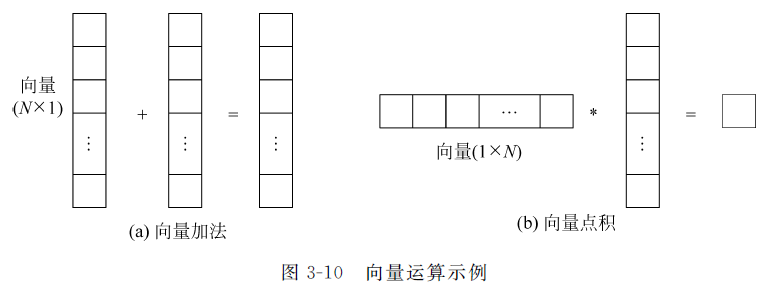 向量
(N×1)
⋮
+
⋮
=
⋮
(a) 向量加法
…
向量(1×N)
*
⋮
=
(b) 向量点积
图 3-10 向量运算示例